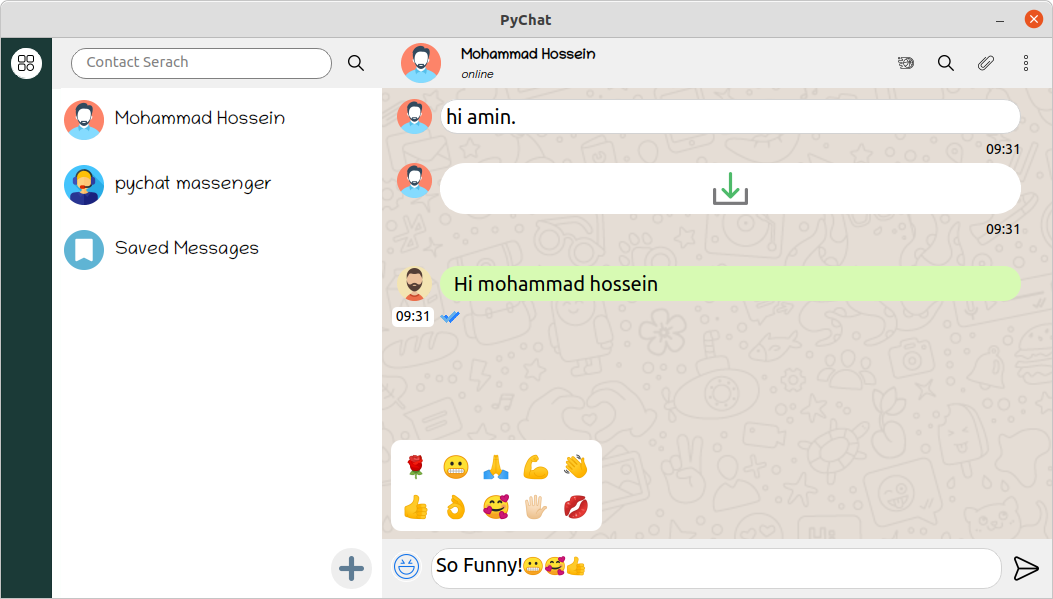 PyChat
Contact Serach
Mohammad Hossein
online
Mohammad Hossein
pychat massenger
Saved Messages
hi amin.
09:31
09:31
Hi mohammad hossein
09:31
So Funny!😬🥰👍